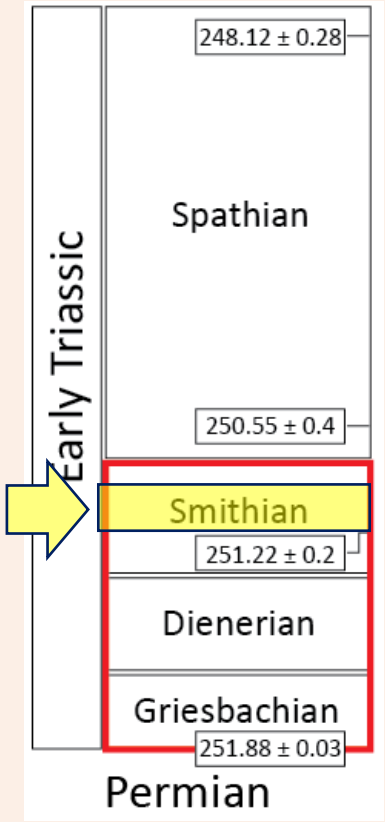 Early Triassic
248.12 ± 0.28
Spathian
250.55 ± 0.4
Smithian
251.22 ± 0.2
Dienerian
Griesbachian
251.88 ± 0.03
Permian